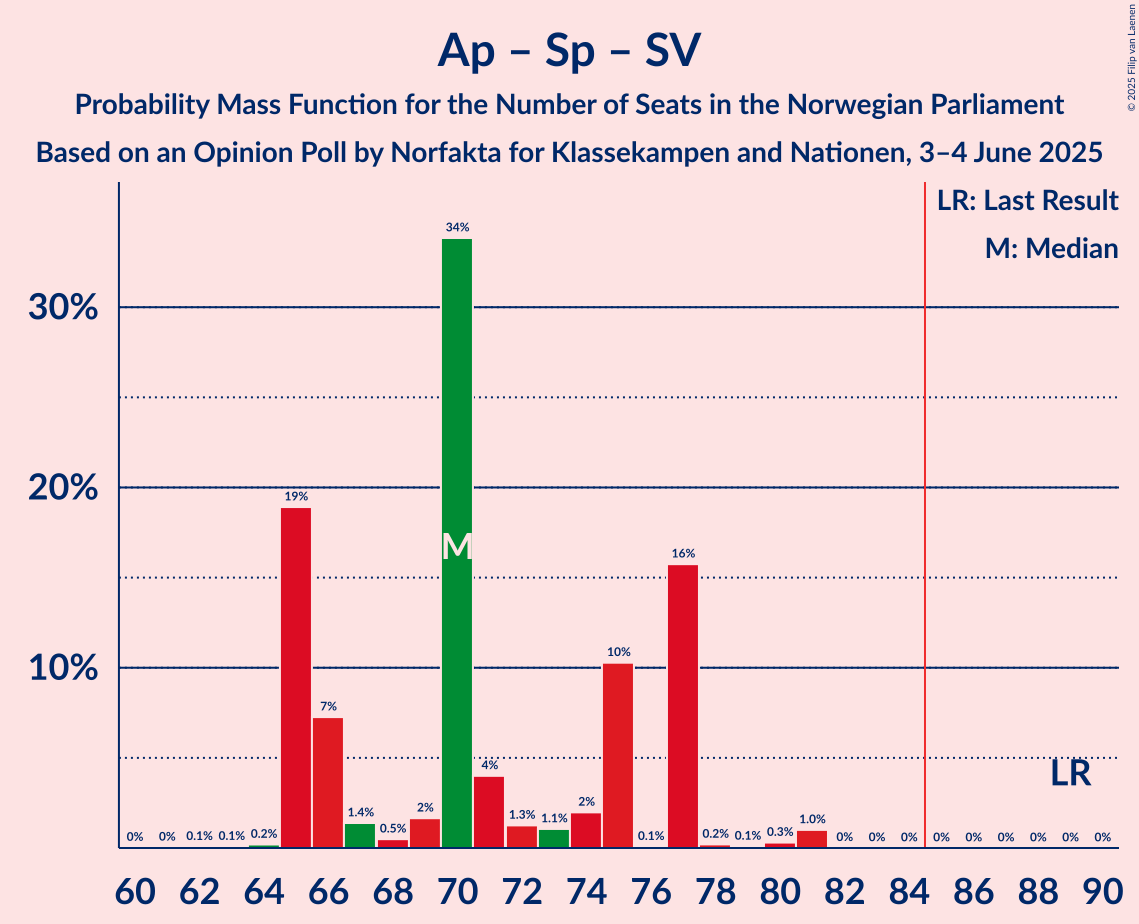 Ap – Sp – SV
© 2025 Filip van Laenen
Probability Mass Function for the Number of Seats in the Norwegian Parliament
Based on an Opinion Poll by Norfakta for Klassekampen and Nationen, 3–4 June 2025
LR: Last Result
M: Median
34%
30%
20%
19%
M
16%
10%
10%
7%
4%
LR
0% 0% 0.1% 0.1% 0.2% 1.4% 0.5% 2% 1.3% 1.1% 2% 0.1% 0.2% 0.1% 0.3% 1.0% 0% 0% 0% 0% 0% 0% 0% 0% 0%
60 62 64 66 68 70 72 74 76 78 80 82 84 86 88 90